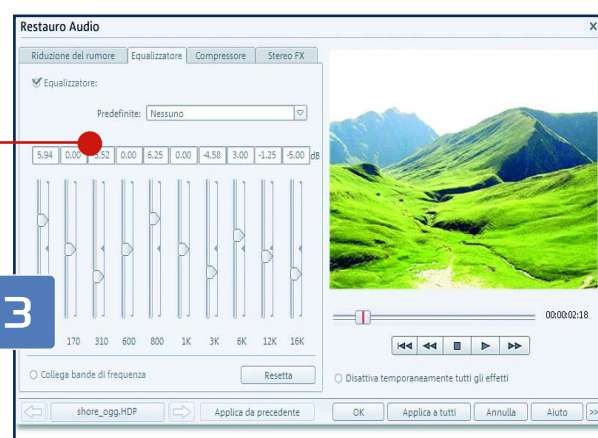 Restauro Audio X
Riduzione del rumore Equalizzatore Compressore Stereo FX
Equalizzatore:
Predefinite: Nessuno
5.94 0.00 0.00 6.25 0.00 -4.58 3.00 -1.25 -5.00 dB
3
170 310 600 800 1K 3K 6K 12K 16K
00:00:02:18
Collega bande di frequenza Resetta
Disattiva temporaneamente tutti gli effetti
shore_ogg.HDP Applica da precedente OK Applica a tutti Annulla Aiuto >>